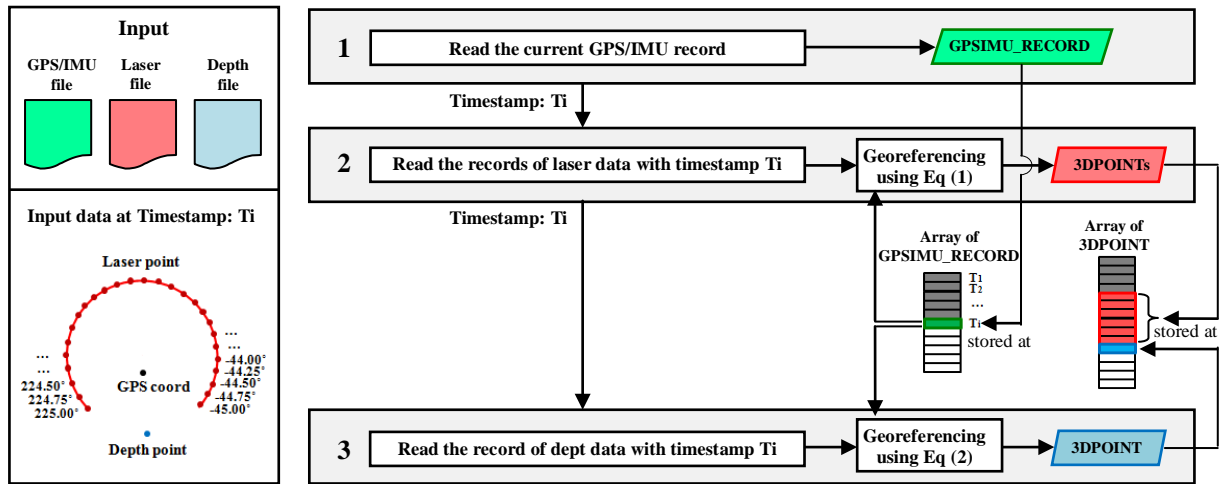 Input
GPS/IMU
file
Laser
file
Depth
file
Input data at Timestamp: Ti
Laser point
...
...
...
...
-44.00°
-44.25°
-44.50°
-44.75°
-45.00°
224.50°
224.75°
225.00°
GPS coord
Depth point
1
Read the current GPS/IMU record
GPSIMU_RECORD
Timestamp: Ti
2
Read the records of laser data with timestamp Ti
Georeferencing
using Eq (1)
3DPOINTs
Timestamp: Ti
Array of
GPSIMU_RECORD
T1
T2
...
Ti
stored at
Array of
3DPOINT
stored at
3
Read the record of dept data with timestamp Ti
Georeferencing
using Eq (2)
3DPOINT